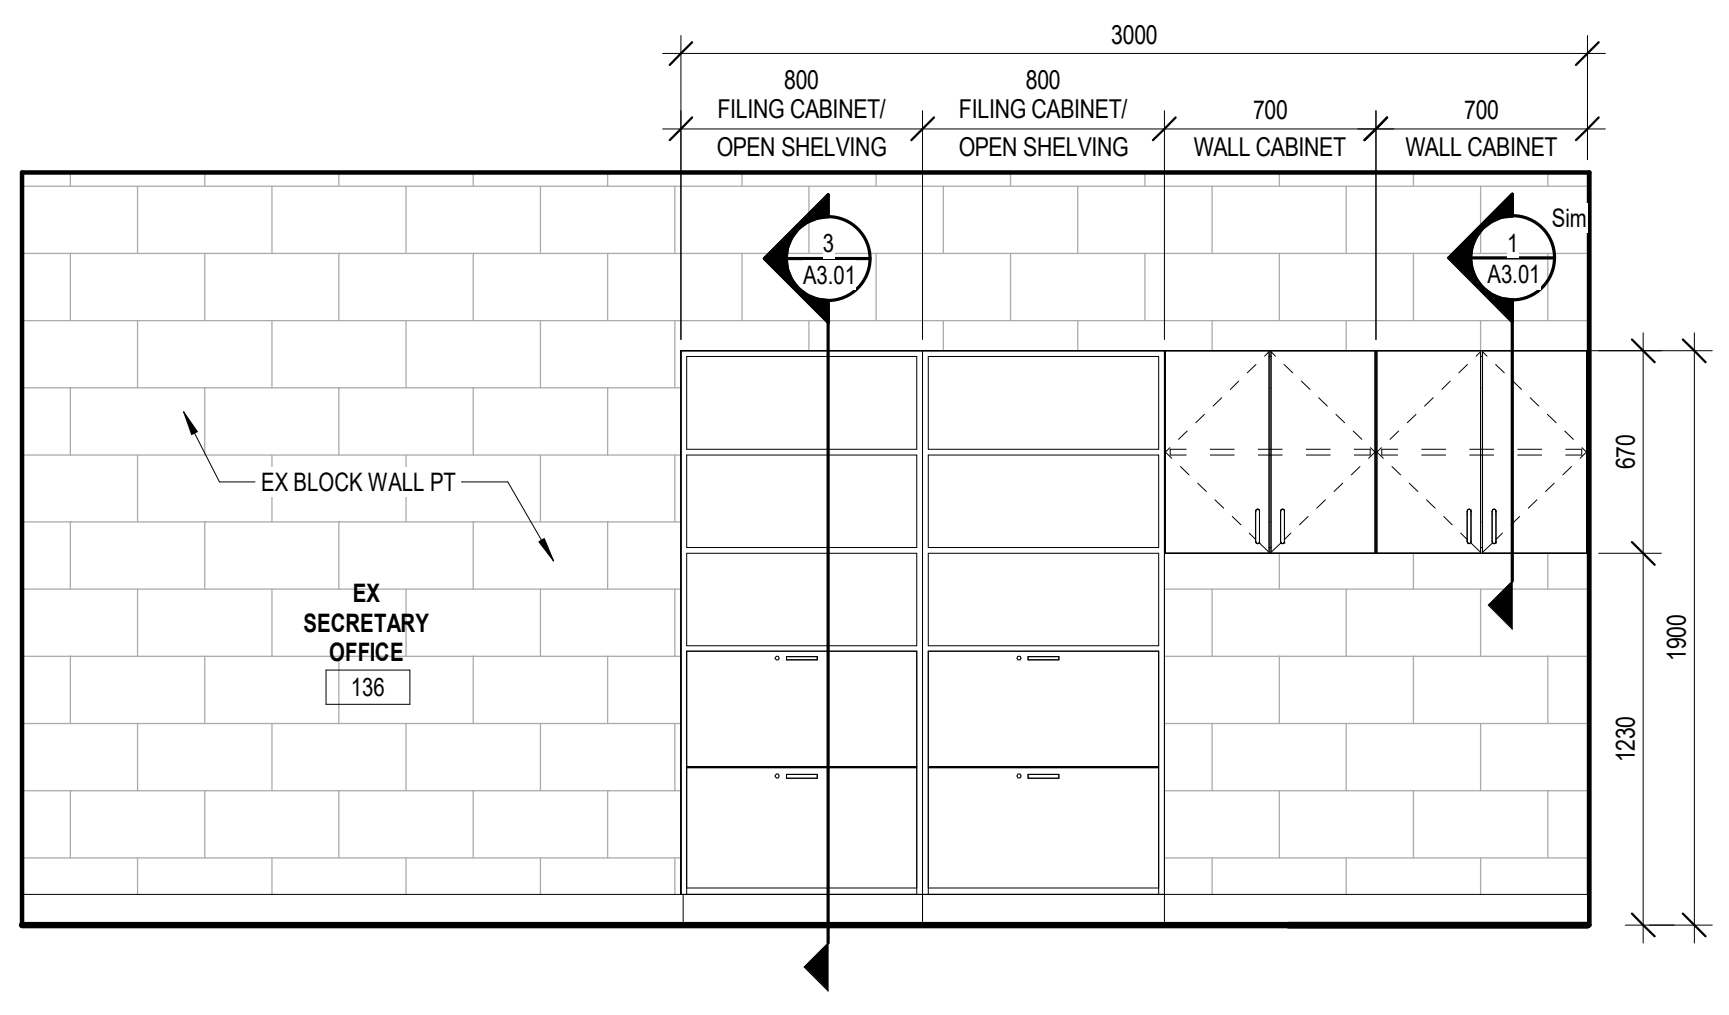 3000
800
FILING CABINET/
OPEN SHELVING
800
FILING CABINET/
OPEN SHELVING
700
WALL CABINET
700
WALL CABINET
3
A3.01
1
A3.01
Sim
EX BLOCK WALL PT
EX
SECRETARY
OFFICE
136
670
1230
1900